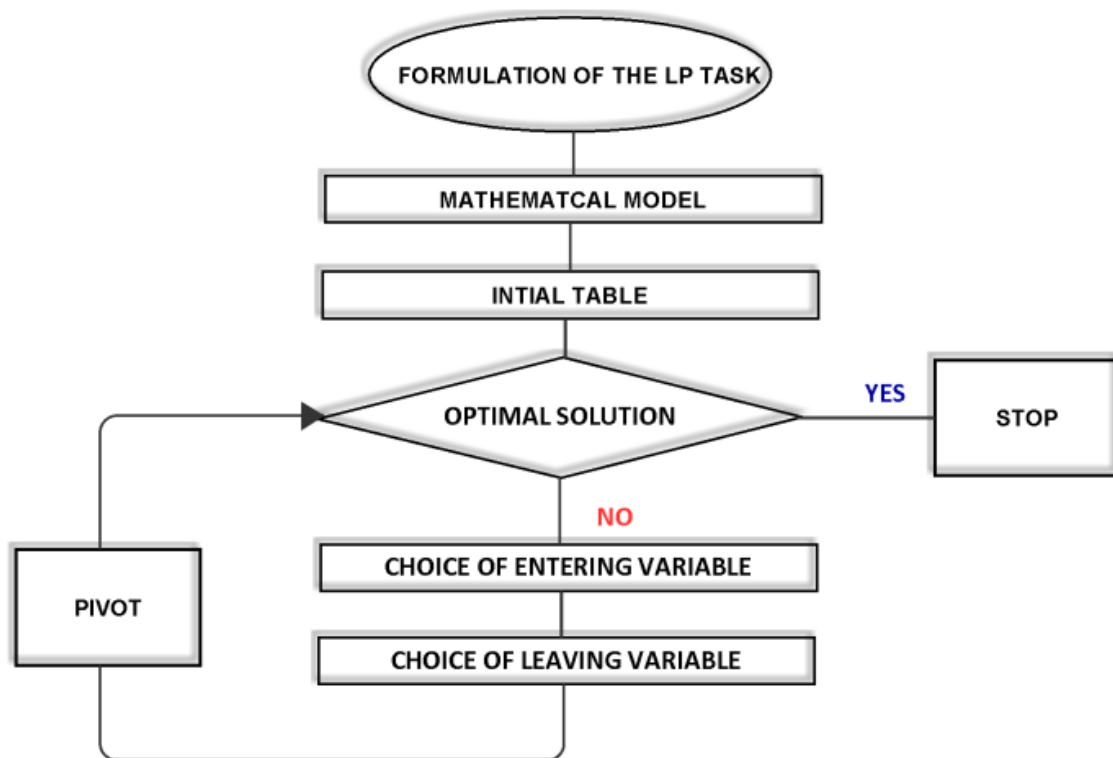 FORMULATION OF THE LP TASK
MATHEMATCAL MODEL
INTIAL TABLE
OPTIMAL SOLUTION
YES
STOP
NO
CHOICE OF ENTERING VARIABLE
CHOICE OF LEAVING VARIABLE
PIVOT